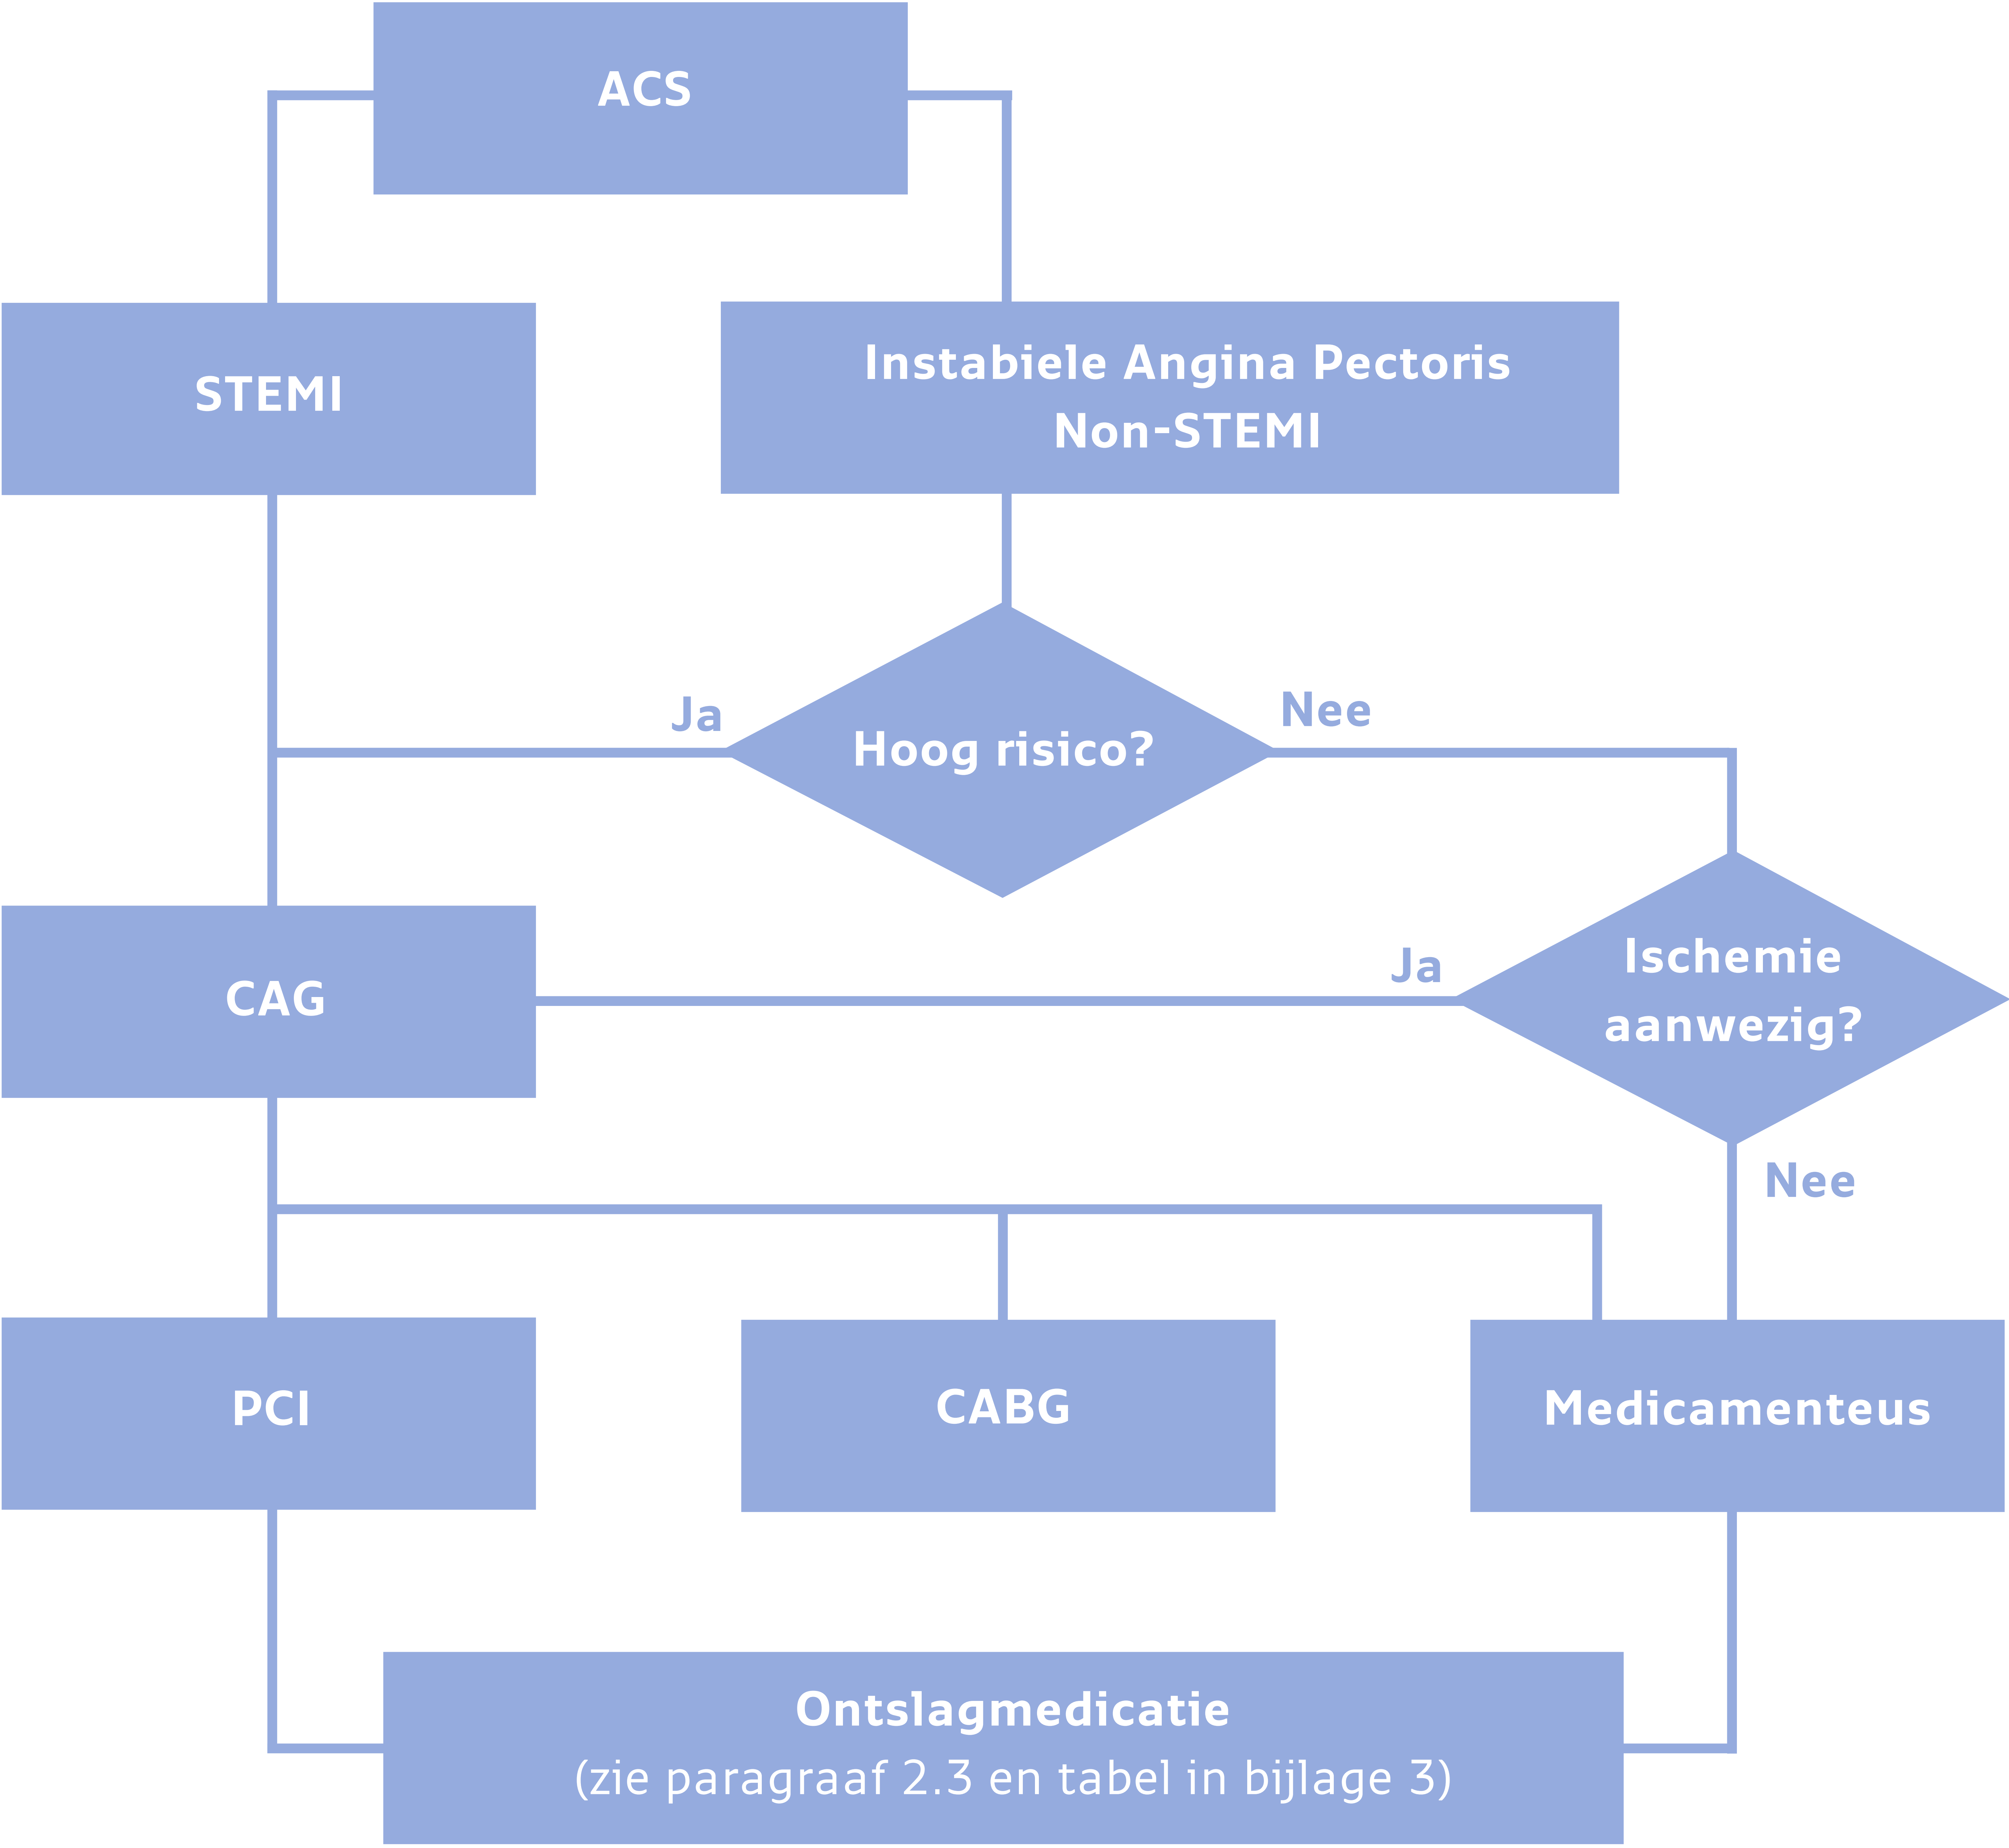 ACS
STEMI
Instabiele Angina Pectoris
Non-STEMI
Ja
Hoog risico?
Nee
CAG
Ja
Ischemie
aanwezig?
Nee
PCI
CABG
Medicamenteus
Ontslagmedicatie
(zie paragraaf 2.3 en tabel in bijlage 3)